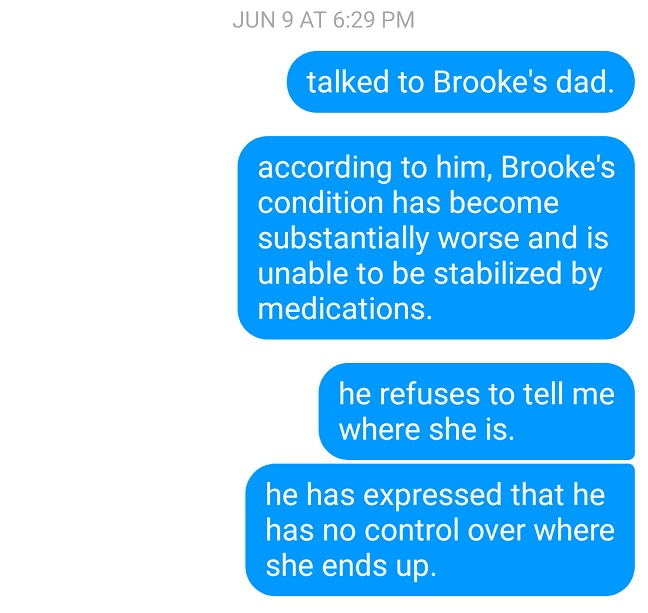 JUN 9 AT 6:29 PM
talked to Brooke's dad.
according to him, Brooke's
condition has become
substantially worse and is
unable to be stabilized by
medications.
he refuses to tell me
where she is.
he has expressed that he
has no control over where
she ends up.